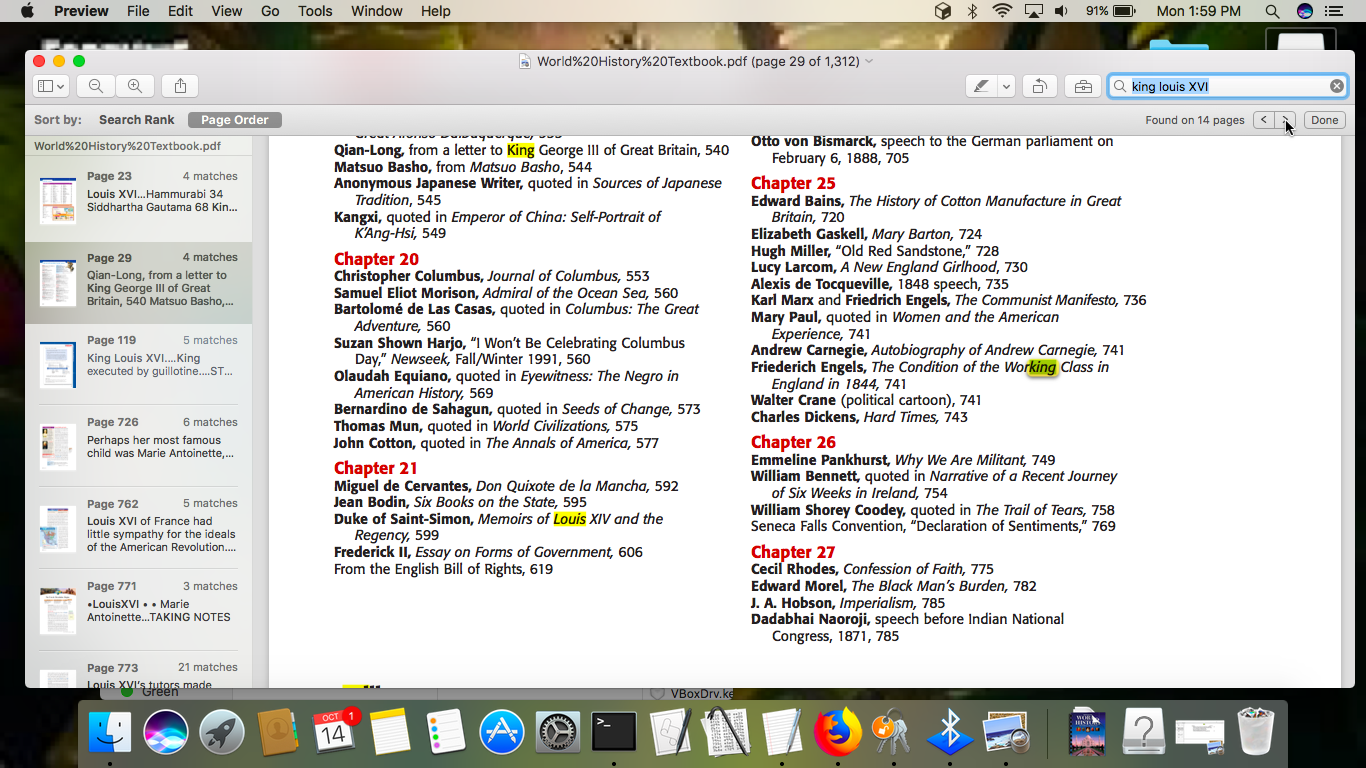 Preview File Edit View Go Tools Window Help 91% Mon 1:59 PM
World%20History%20Textbook.pdf (page 29 of 1,312)
king louis XVI
Sort by: Search Rank Page Order Found on 14 pages Done
World%20History%20Textbook.pdf
Page 23 4 matches
Louis XVI...Hammurabi 34
Siddhartha Gautama 68 Kin...
Page 29 4 matches
Qian-Long, from a letter to
King George III of Great
Britain, 540 Matsuo Basho,...
Page 119 5 matches
King Louis XVI....King
executed by guillotine....ST...
Page 726 6 matches
Perhaps her most famous
child was Marie Antoinette,...
Page 762 5 matches
Louis XVI of France had
little sympathy for the ideals
of the American Revolution....
Page 771 3 matches
•LouisXVI • • Marie
Antoinette...TAKING NOTES
Page 773 21 matches
Louis XVI's tutors made
Qian-Long, from a letter to King George III of Great Britain, 540
Matsuo Basho, from Matsuo Basho, 544
Anonymous Japanese Writer, quoted in Sources of Japanese
Tradition, 545
Kangxi, quoted in Emperor of China: Self-Portrait of
K'Ang-Hsi, 549
Chapter 20
Christopher Columbus, Journal of Columbus, 553
Samuel Eliot Morison, Admiral of the Ocean Sea, 560
Bartolomé de Las Casas, quoted in Columbus: The Great
Adventure, 560
Suzan Shown Harjo, “I Won't Be Celebrating Columbus
Day,” Newseek, Fall/Winter 1991, 560
Olaudah Equiano, quoted in Eyewitness: The Negro in
American History, 569
Bernardino de Sahagun, quoted in Seeds of Change, 573
Thomas Mun, quoted in World Civilizations, 575
John Cotton, quoted in The Annals of America, 577
Chapter 21
Miguel de Cervantes, Don Quixote de la Mancha, 592
Jean Bodin, Six Books on the State, 595
Duke of Saint-Simon, Memoirs of Louis XIV and the
Regency, 599
Frederick II, Essay on Forms of Government, 606
From the English Bill of Rights, 619
Otto von Bismarck, speech to the German parliament on
February 6, 1888, 705
Chapter 25
Edward Bains, The History of Cotton Manufacture in Great
Britain, 720
Elizabeth Gaskell, Mary Barton, 724
Hugh Miller, “Old Red Sandstone,” 728
Lucy Larcom, A New England Girlhood, 730
Alexis de Tocqueville, 1848 speech, 735
Karl Marx and Friedrich Engels, The Communist Manifesto, 736
Mary Paul, quoted in Women and the American
Experience, 741
Andrew Carnegie, Autobiography of Andrew Carnegie, 741
Friederich Engels, The Condition of the Working Class in
England in 1844, 741
Walter Crane (political cartoon), 741
Charles Dickens, Hard Times, 743
Chapter 26
Emmeline Pankhurst, Why We Are Militant, 749
William Bennett, quoted in Narrative of a Recent Journey
of Six Weeks in Ireland, 754
William Shorey Coodey, quoted in The Trail of Tears, 758
Seneca Falls Convention, “Declaration of Sentiments,” 769
Chapter 27
Cecil Rhodes, Confession of Faith, 775
Edward Morel, The Black Man's Burden, 782
J. A. Hobson, Imperialism, 785
Dadabhai Naoroji, speech before Indian National
Congress, 1871, 785
Green
VBoxDrv.ke
OCT
14
1